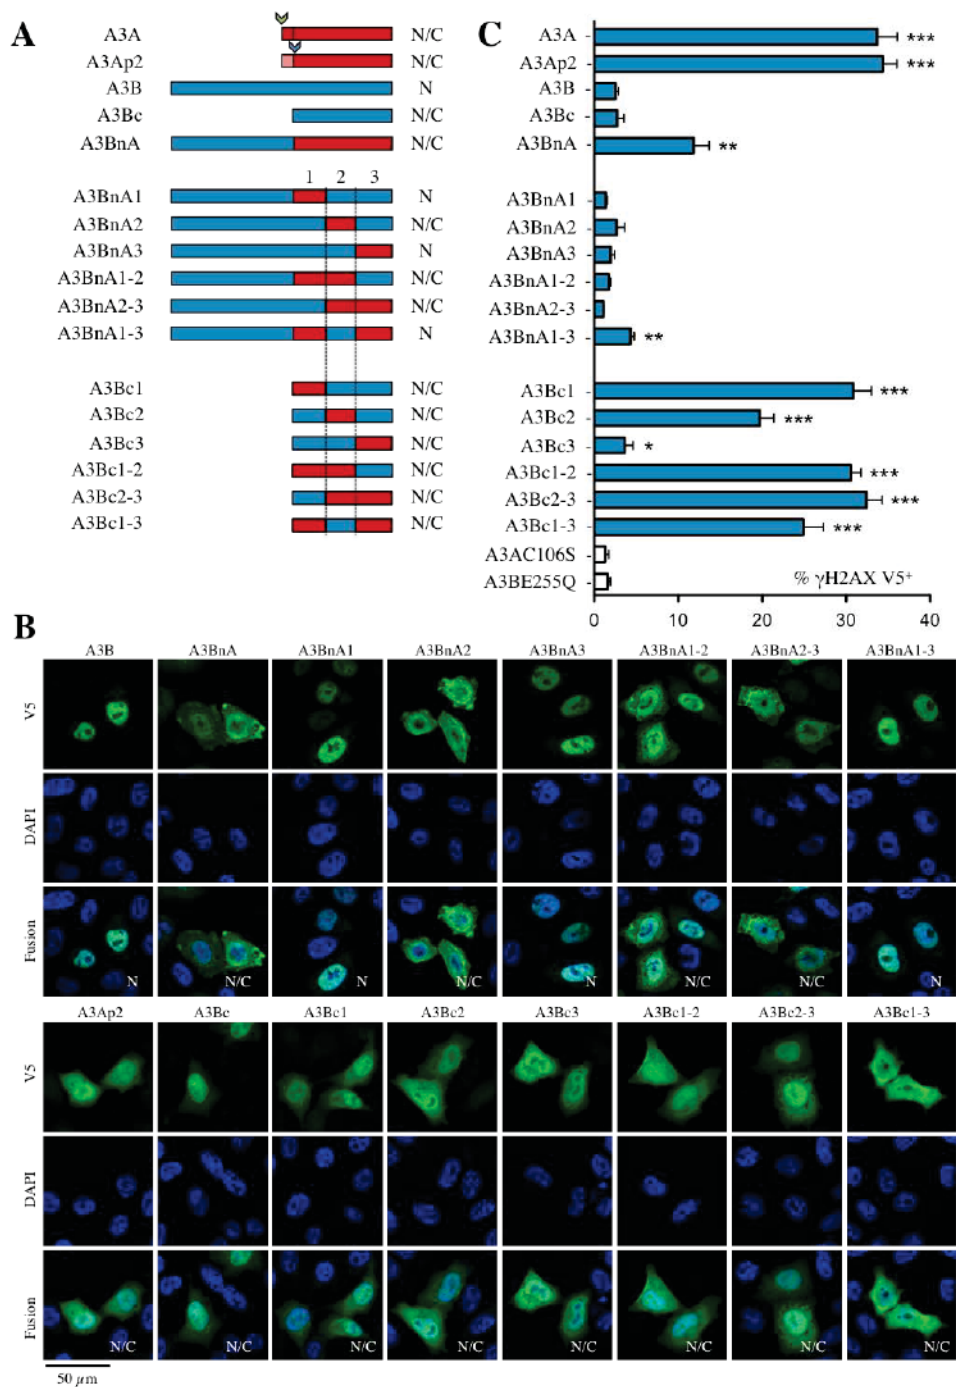 A
A3A N/C
A3Ap2 N/C
A3B N
A3Bc N/C
A3BnA N/C
1 2 3
A3BnA1 N
A3BnA2 N/C
A3BnA3 N
A3BnA1-2 N/C
A3BnA2-3 N/C
A3BnA1-3 N
A3Bc1 N/C
A3Bc2 N/C
A3Bc3 N/C
A3Bc1-2 N/C
A3Bc2-3 N/C
A3Bc1-3 N/C
C
A3A ***
A3Ap2 ***
A3B
A3Bc
A3BnA **
A3BnA1
A3BnA2
A3BnA3
A3BnA1-2
A3BnA2-3
A3BnA1-3 **
A3Bc1 ***
A3Bc2 ***
A3Bc3 *
A3Bc1-2 ***
A3Bc2-3 ***
A3Bc1-3 ***
A3AC106S
A3BE255Q % γH2AX V5⁺
0 10 20 30 40
B
A3B A3BnA A3BnA1 A3BnA2 A3BnA3 A3BnA1-2 A3BnA2-3 A3BnA1-3
V5
DAPI
Fusion
N N/C N N/C N N/C N/C N
A3Ap2 A3Bc A3Bc1 A3Bc2 A3Bc3 A3Bc1-2 A3Bc2-3 A3Bc1-3
V5
DAPI
Fusion
N/C N/C N/C N/C N/C N/C N/C N/C
50 µm